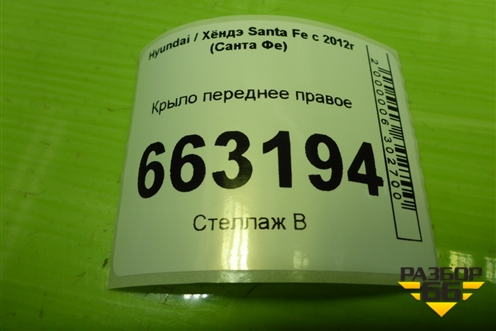 Hyundai / Хёндэ Santa Fe с 2012г
(Санта Фе)
Крыло переднее правое
663194
Стеллаж В
2000006302700
РАЗБОР
66